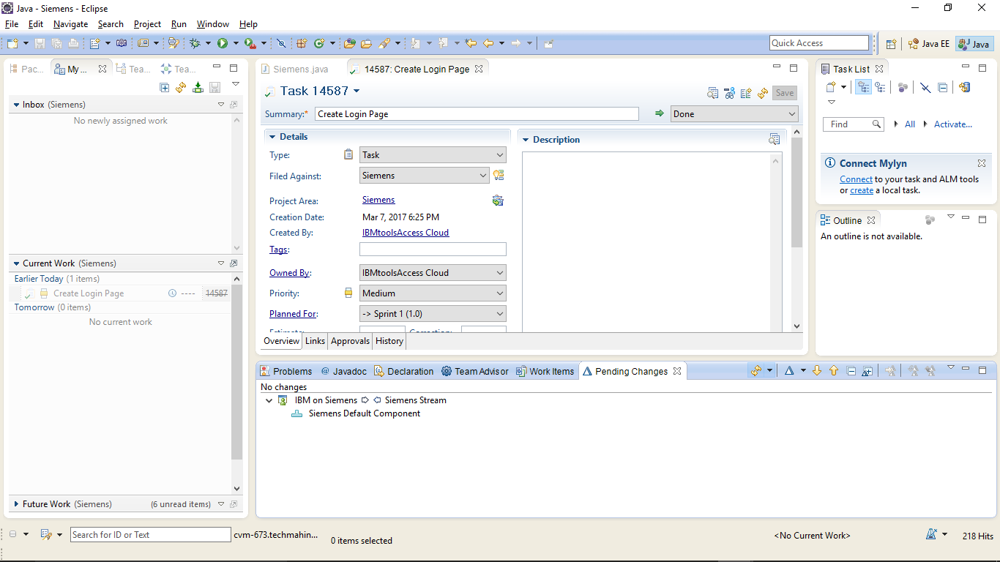 Java - Siemens - Eclipse
File Edit Navigate Search Project Run Window Help
Quick Access
Java EE
Java
Pac...
My ...
Tea...
Tea...
Inbox (Siemens)
No newly assigned work
Current Work (Siemens)
Earlier Today (1 items)
Create Login Page ---- 14587
Tomorrow (0 items)
No current work
Future Work (Siemens) (6 unread items)
Siemens.java
14587: Create Login Page
Task 14587
Save
Summary:* Create Login Page
Done
Details
Type: Task
Filed Against: Siemens
Project Area: Siemens
Creation Date: Mar 7, 2017 6:25 PM
Created By: IBMtoolsAccess Cloud
Tags:
Owned By: IBMtoolsAccess Cloud
Priority: Medium
Planned For: -> Sprint 1 (1.0)
Estimate: Correction:
Description
Overview Links Approvals History
Task List
Find All Activate...
Connect Mylyn
Connect to your task and ALM tools
or create a local task.
Outline
An outline is not available.
Problems @ Javadoc Declaration Team Advisor Work Items Pending Changes
No changes
IBM on Siemens Siemens Stream
Siemens Default Component
Search for ID or Text
cvm-673.techmahin...
0 items selected
<No Current Work>
218 Hits